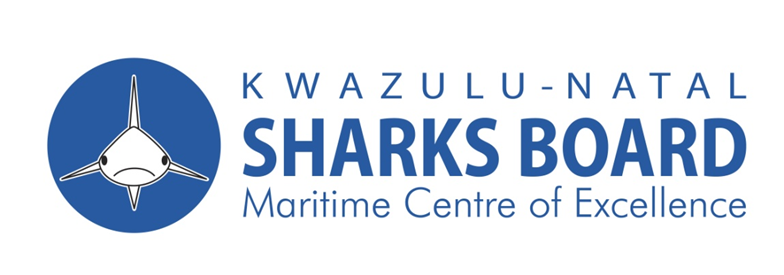 KWAZULU-NATAL
SHARKS BOARD
Maritime Centre of Excellence